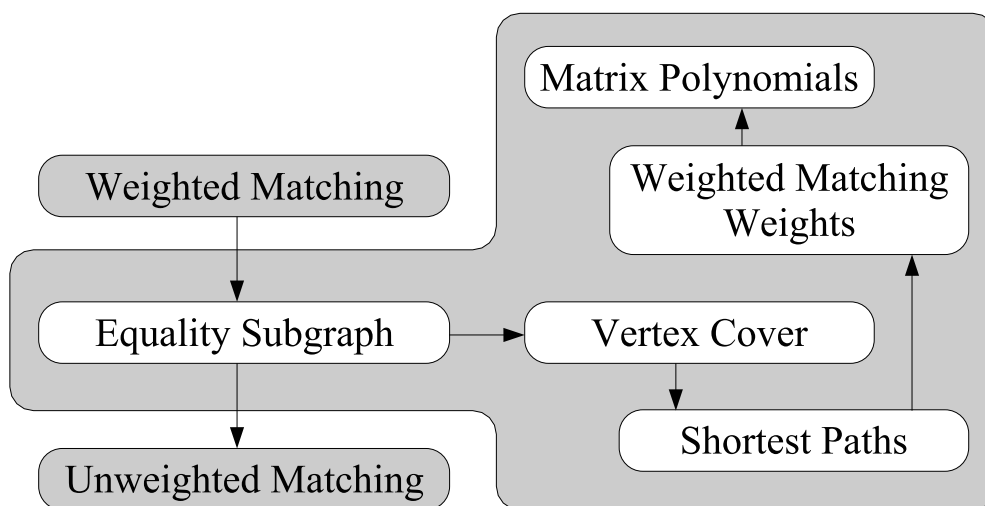 Matrix Polynomials
Weighted Matching
Weighted Matching
Weights
Equality Subgraph
Vertex Cover
Shortest Paths
Unweighted Matching